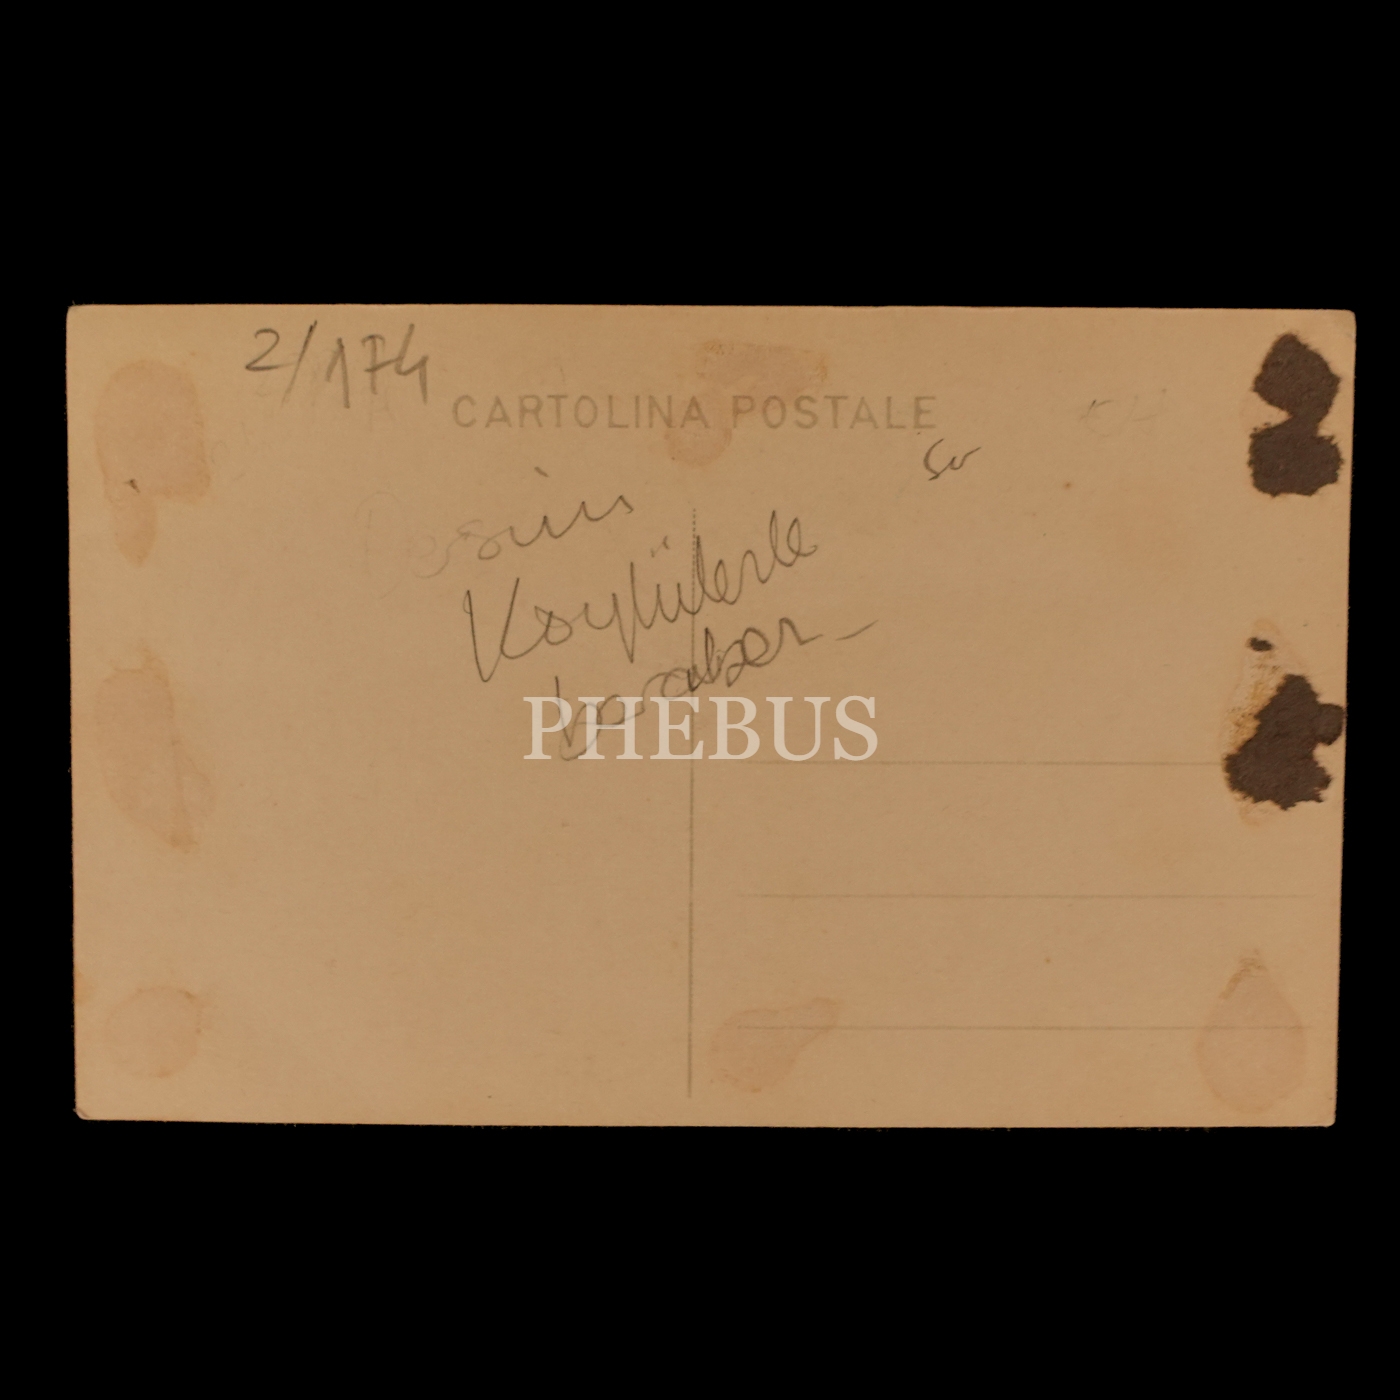 2/174
CARTOLINA POSTALE
Köylülerle
beraber
PHEBUS